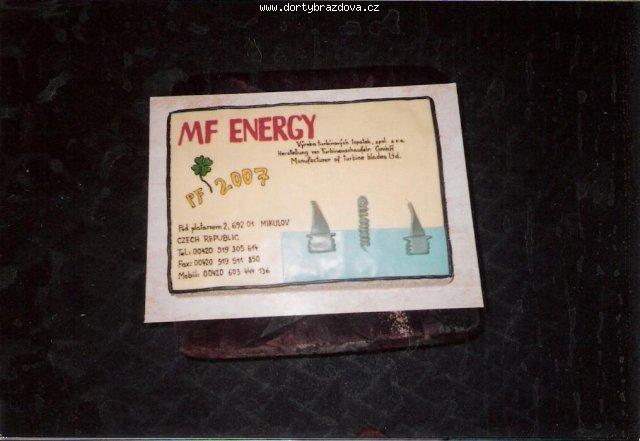 www.dortybrazdova.cz
MF ENERGY
Výroba turbínových lopatek, spol. s r.o.
Herstellung von Turbinenschaufeln GmbH
Manufacturer of turbine blades Ltd.
PF 2007
Pod platanem 2, 692 01 MIKULOV
CZECH REPUBLIC
Tel.: 00420 519 305 614
Fax: 00420 519 511 850
Mobil: 00420 603 444 136